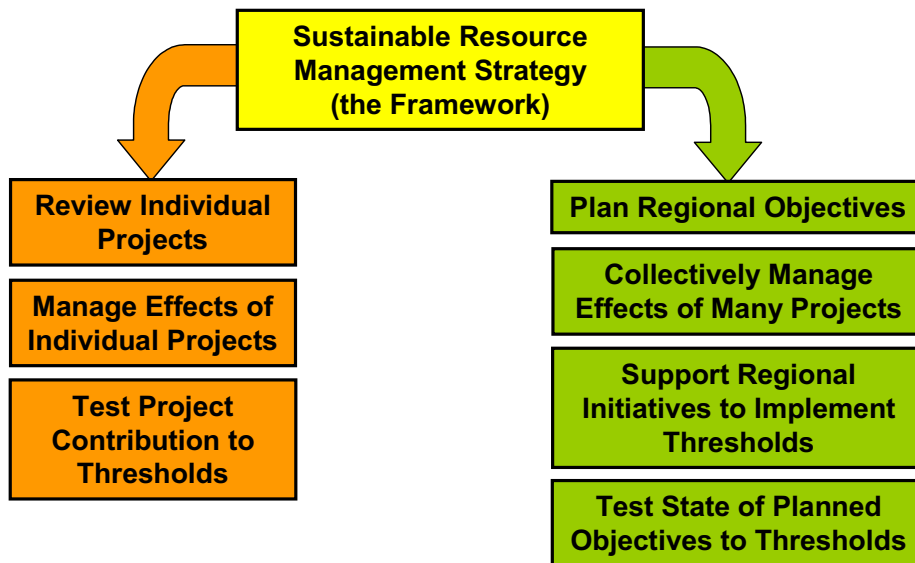 Sustainable Resource
Management Strategy
(the Framework)
Review Individual
Projects
Manage Effects of
Individual Projects
Test Project
Contribution to
Thresholds
Plan Regional Objectives
Collectively Manage
Effects of Many Projects
Support Regional
Initiatives to Implement
Thresholds
Test State of Planned
Objectives to Thresholds